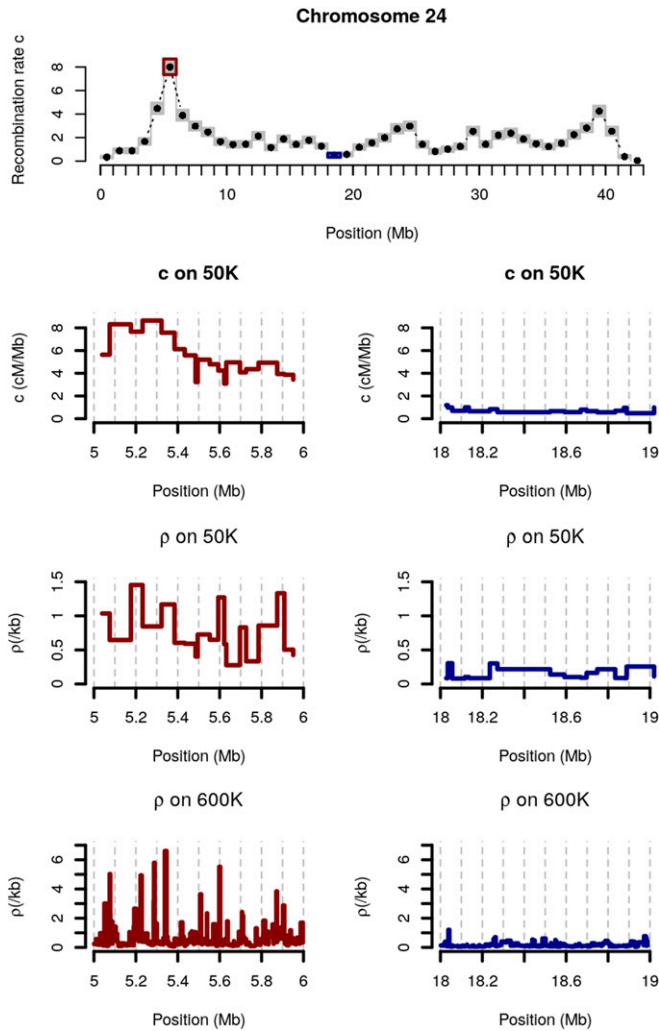 Chromosome 24
Recombination rate c
8
6
4
2
0
0 10 20 30 40
Position (Mb)
c on 50K c on 50K
c (cM/Mb) c (cM/Mb)
8 8
6 6
4 4
2 2
0 0
5 5.2 5.4 5.6 5.8 6 18 18.2 18.6 19
Position (Mb) Position (Mb)
ρ on 50K ρ on 50K
ρ(/kb) ρ(/kb)
1.5 1.5
1 1
0.5 0.5
0 0
5 5.2 5.4 5.6 5.8 6 18 18.2 18.6 19
Position (Mb) Position (Mb)
ρ on 600K ρ on 600K
ρ(/kb) ρ(/kb)
6 6
4 4
2 2
1 1
0 0
5 5.2 5.4 5.6 5.8 6 18 18.2 18.6 19
Position (Mb) Position (Mb)